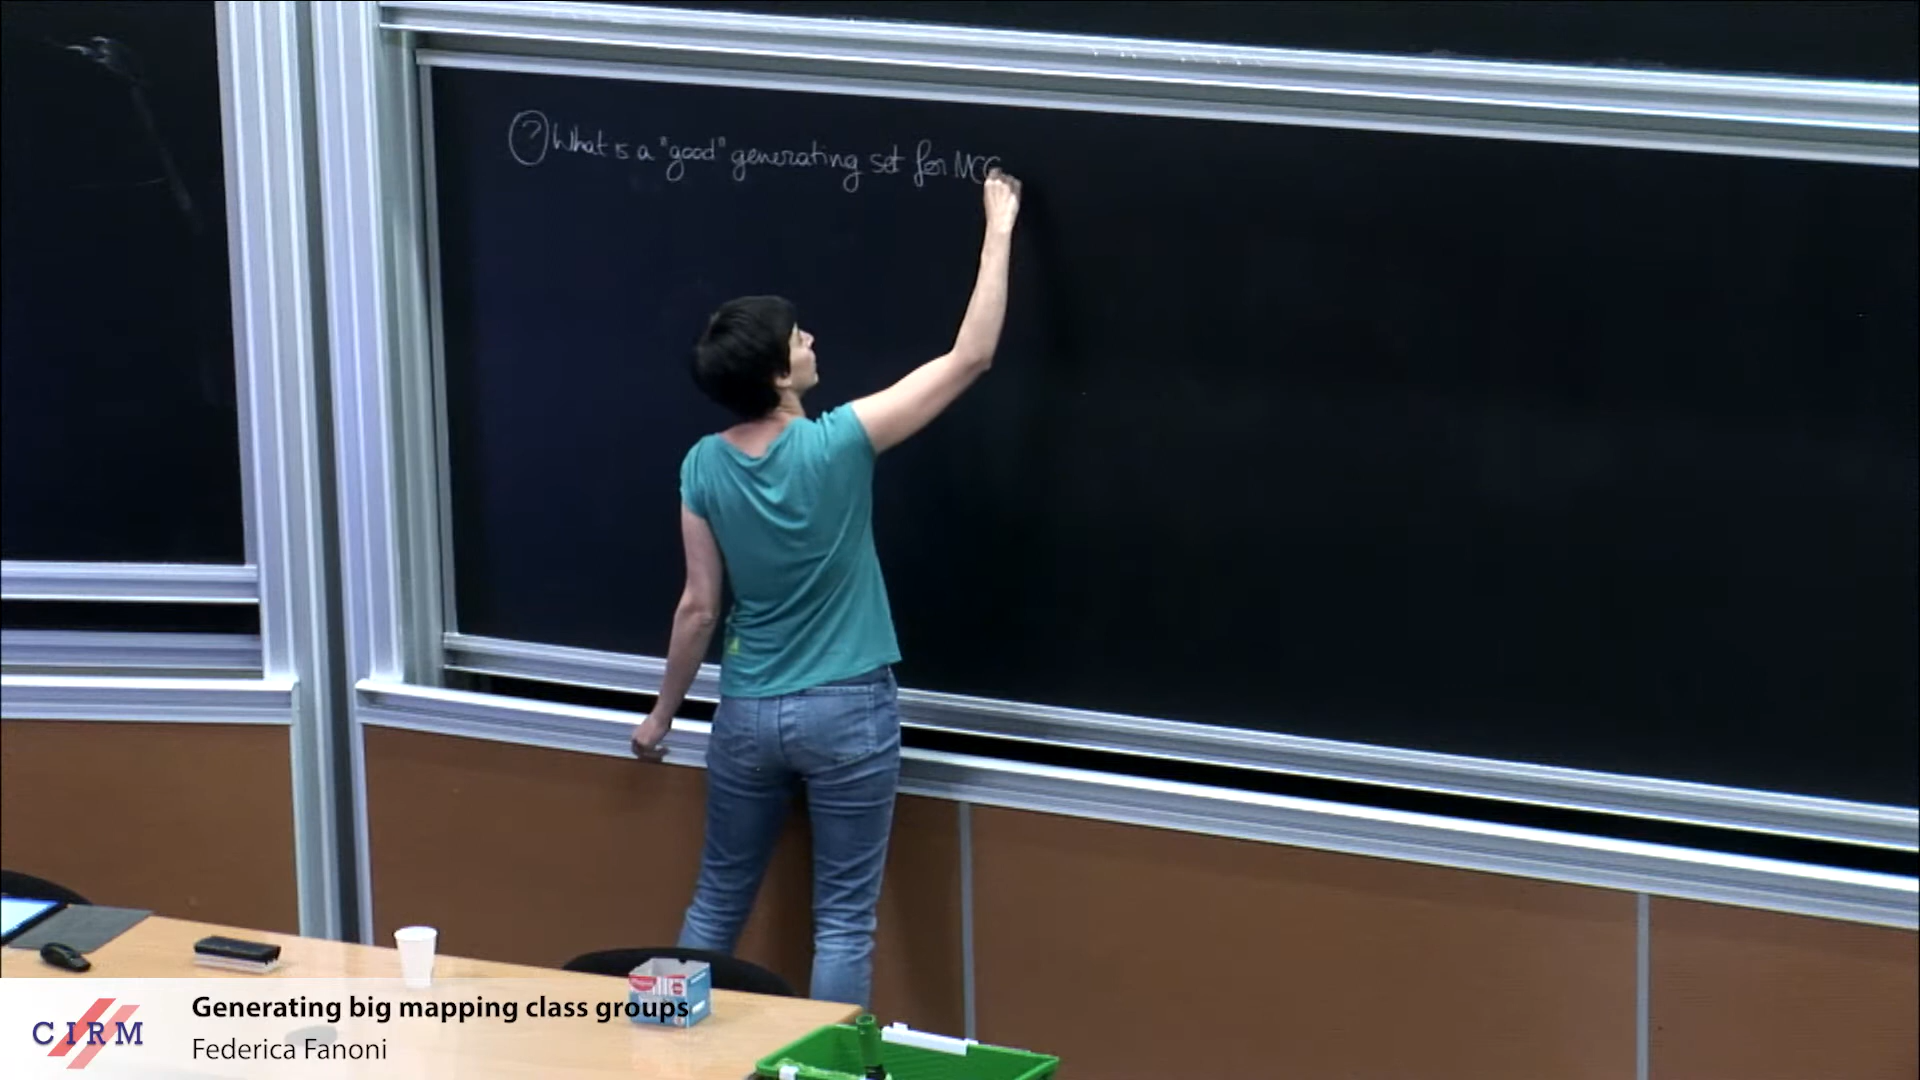 ? What is a "good" generating set for MCG
Generating big mapping class groups
CIRM
Federica Fanoni